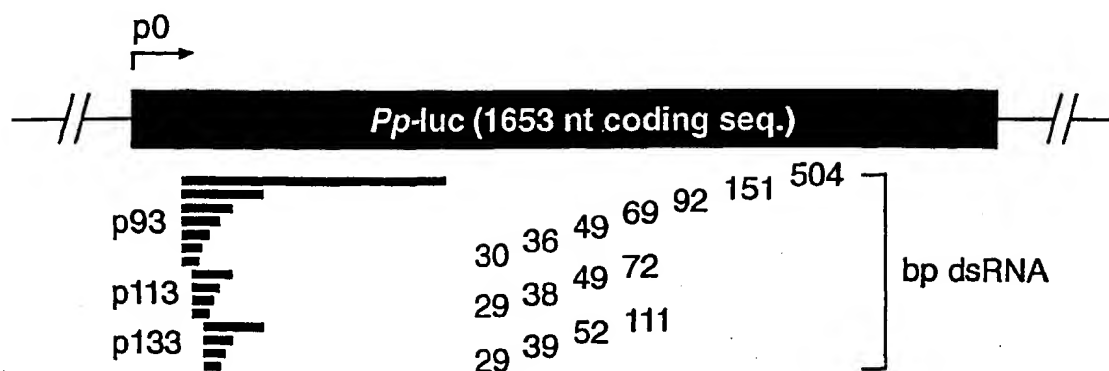 p0
Pp-luc (1653 nt coding seq.)
p93
30 36 49 69 92 151 504
p113
29 38 49 72
p133
29 39 52 111
bp dsRNA